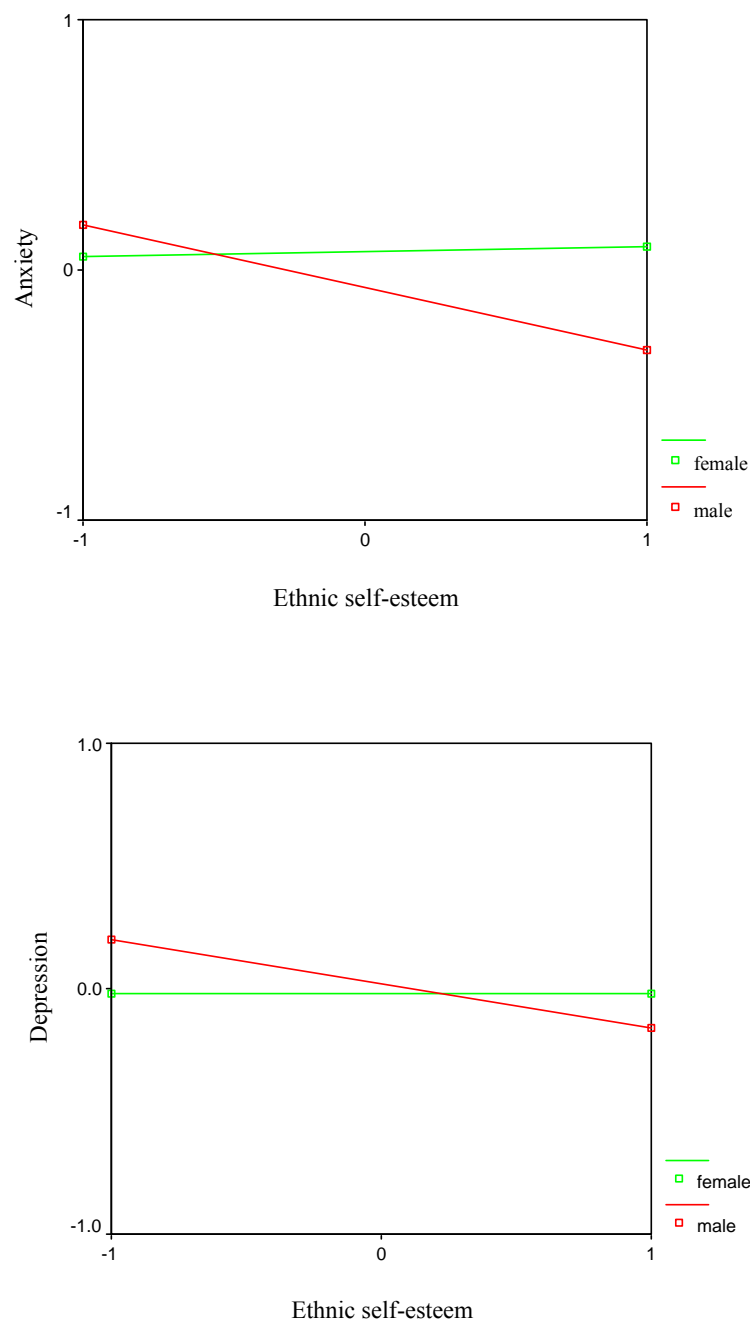 1
Anxiety
0
female
male
-1
-1 0 1
Ethnic self-esteem
1.0
Depression
0.0
female
male
-1.0
-1 0 1
Ethnic self-esteem